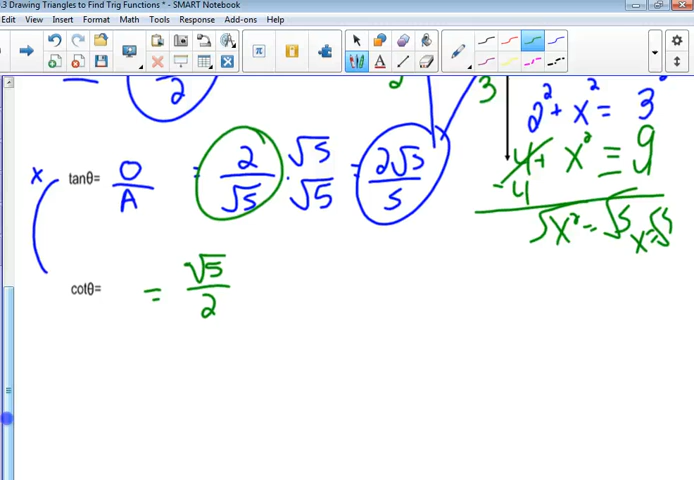 .3 Drawing Triangles to Find Trig Functions * - SMART Notebook
Edit View Insert Format Math Tools Response Add-ons Help
π
A
2
2
3
2² + x² = 3²
4 + x² = 9
-4
√x² = √5
x=√5
x
tanθ= O/A = 2/√5 · √5/√5 = 2√5/5
cotθ= = √5/2